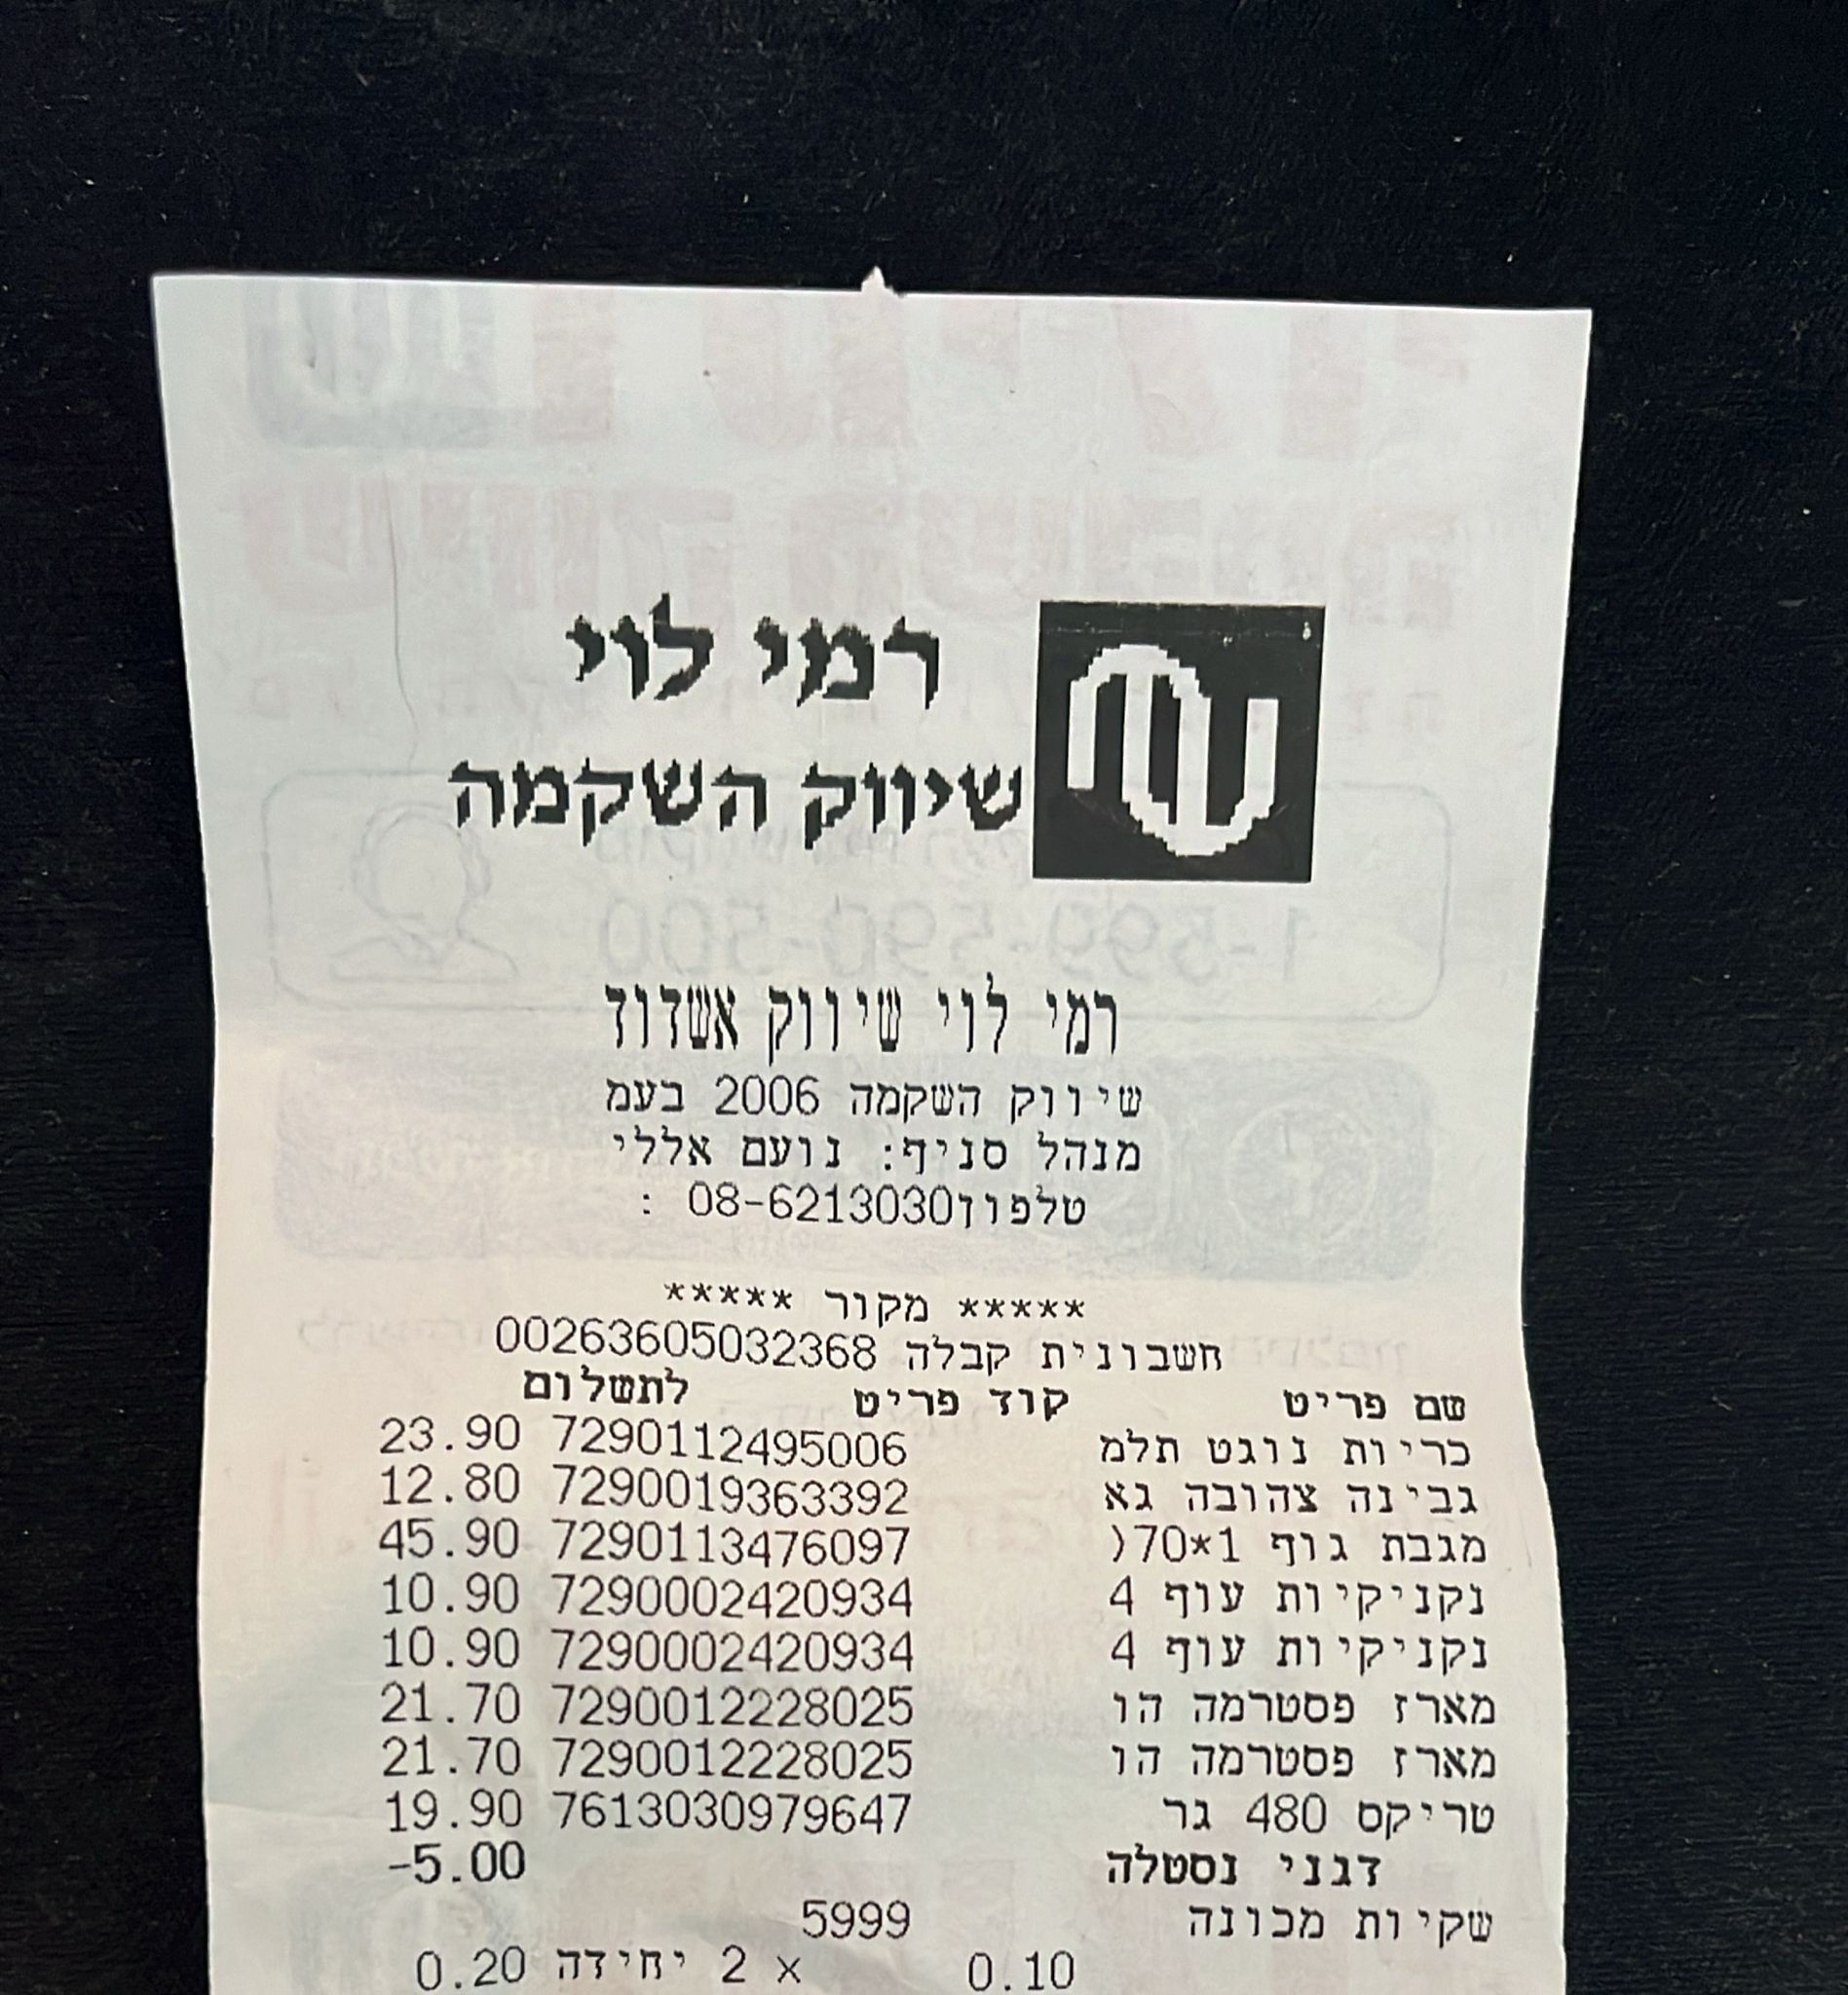 רמי לוי
שיווק השקמה
רמי לוי שיווק אשדוד
שיווק השקמה 2006 בעמ
מנהל סניף: נועם אללי
טלפון08-6213030 :
***** מקור *****
חשבונית קבלה 00263605032368
שם פריט קוד פריט לתשלום
כריות נוגט תלמ 7290112495006 23.90
גבינה צהובה גא 7290019363392 12.80
מגבת גוף 1*70( 7290113476097 45.90
נקניקיות עוף 4 7290002420934 10.90
נקניקיות עוף 4 7290002420934 10.90
מארז פסטרמה הו 7290012228025 21.70
מארז פסטרמה הו 7290012228025 21.70
טריקס 480 גר 7613030979647 19.90
דגני נסטלה -5.00
שקיות מכונה 5999
0.10 x 2 יחידה 0.20